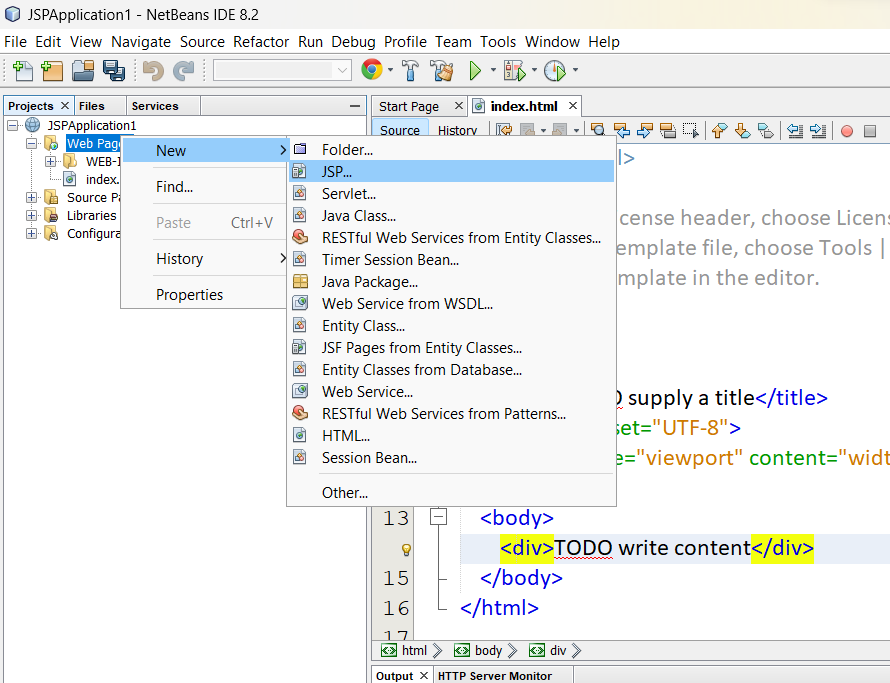 JSPApplication1 - NetBeans IDE 8.2
File Edit View Navigate Source Refactor Run Debug Profile Team Tools Window Help
Projects Files Services
Start Page index.html
Source History
JSPApplication1
Web Pag
WEB-I
index.
Source Pa
Libraries
Configura
New
Find...
Paste Ctrl+V
History
Properties
Folder...
JSP...
Servlet...
Java Class...
RESTful Web Services from Entity Classes...
Timer Session Bean...
Java Package...
Web Service from WSDL...
Entity Class...
JSF Pages from Entity Classes...
Entity Classes from Database...
Web Service...
RESTful Web Services from Patterns...
HTML...
Session Bean...
Other...
l>
cense header, choose Licens
emplate file, choose Tools |
mplate in the editor.
O supply a title</title>
set="UTF-8">
e="viewport" content="widt
13 <body>
<div>TODO write content</div>
15 </body>
16 </html>
17
html body div
Output HTTP Server Monitor